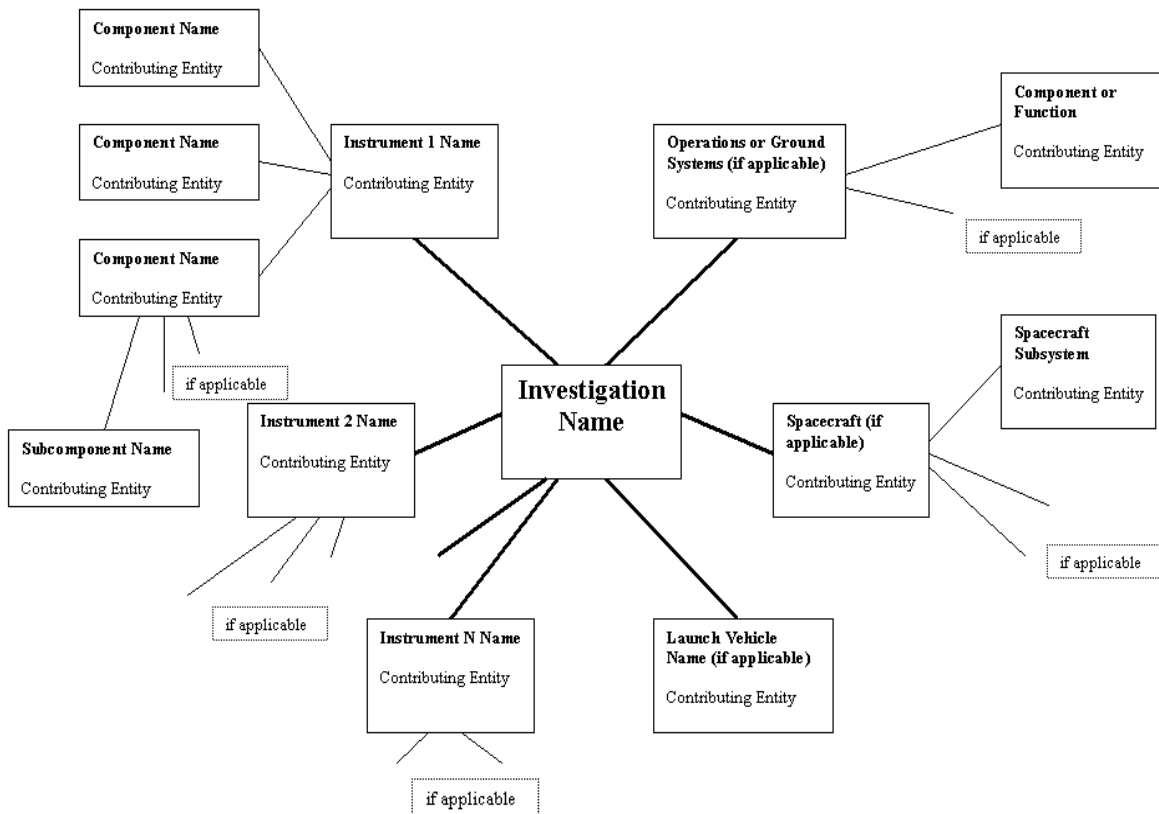 Component Name
Contributing Entity
Component Name
Contributing Entity
Component Name
Contributing Entity
if applicable
Subcomponent Name
Contributing Entity
Instrument 1 Name
Contributing Entity
Operations or Ground
Systems (if applicable)
Contributing Entity
Component or
Function
Contributing Entity
if applicable
Investigation
Name
Spacecraft
Subsystem
Contributing Entity
Spacecraft (if
applicable)
Contributing Entity
if applicable
Instrument 2 Name
Contributing Entity
if applicable
Instrument N Name
Contributing Entity
if applicable
Launch Vehicle
Name (if applicable)
Contributing Entity